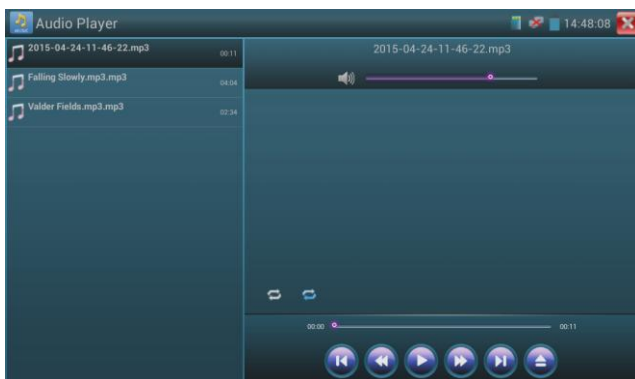 Audio Player
14:48:08
2015-04-24-11-46-22.mp3
00:11
Falling Slowly.mp3.mp3
04:04
Valder Fields.mp3.mp3
02:34
2015-04-24-11-46-22.mp3
00:00
00:11